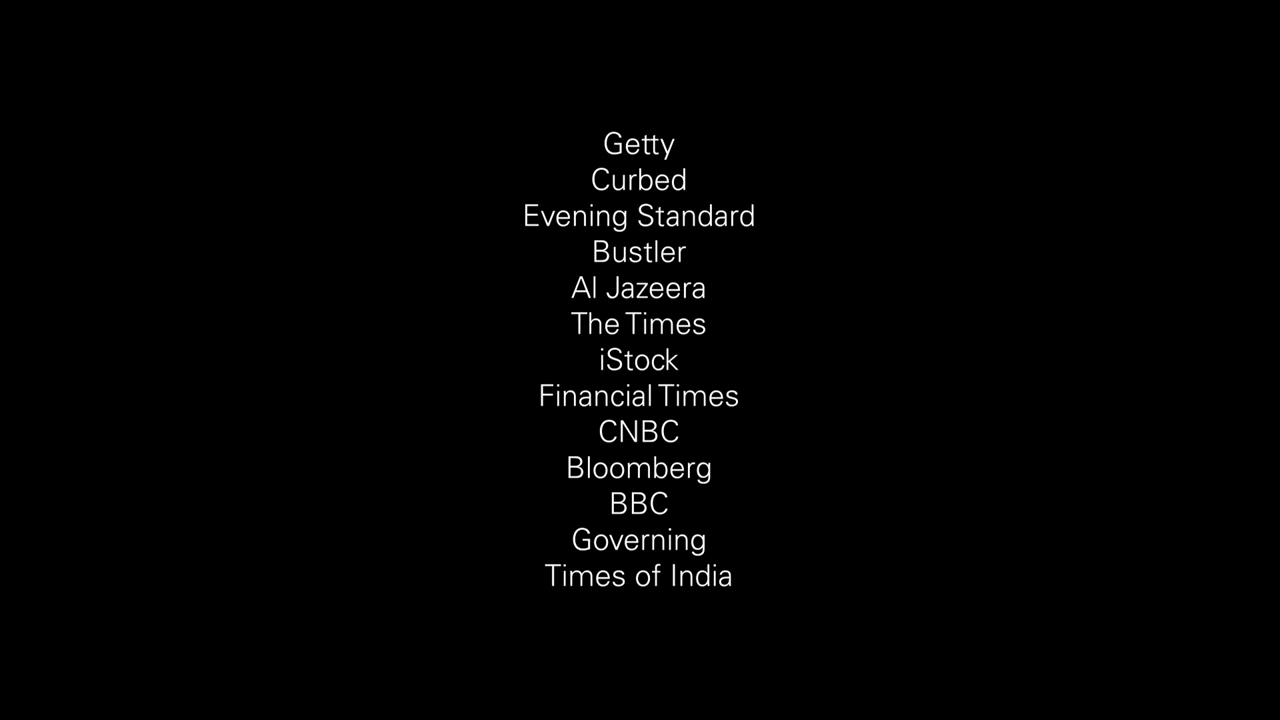 Getty
Curbed
Evening Standard
Bustler
Al Jazeera
The Times
iStock
Financial Times
CNBC
Bloomberg
BBC
Governing
Times of India